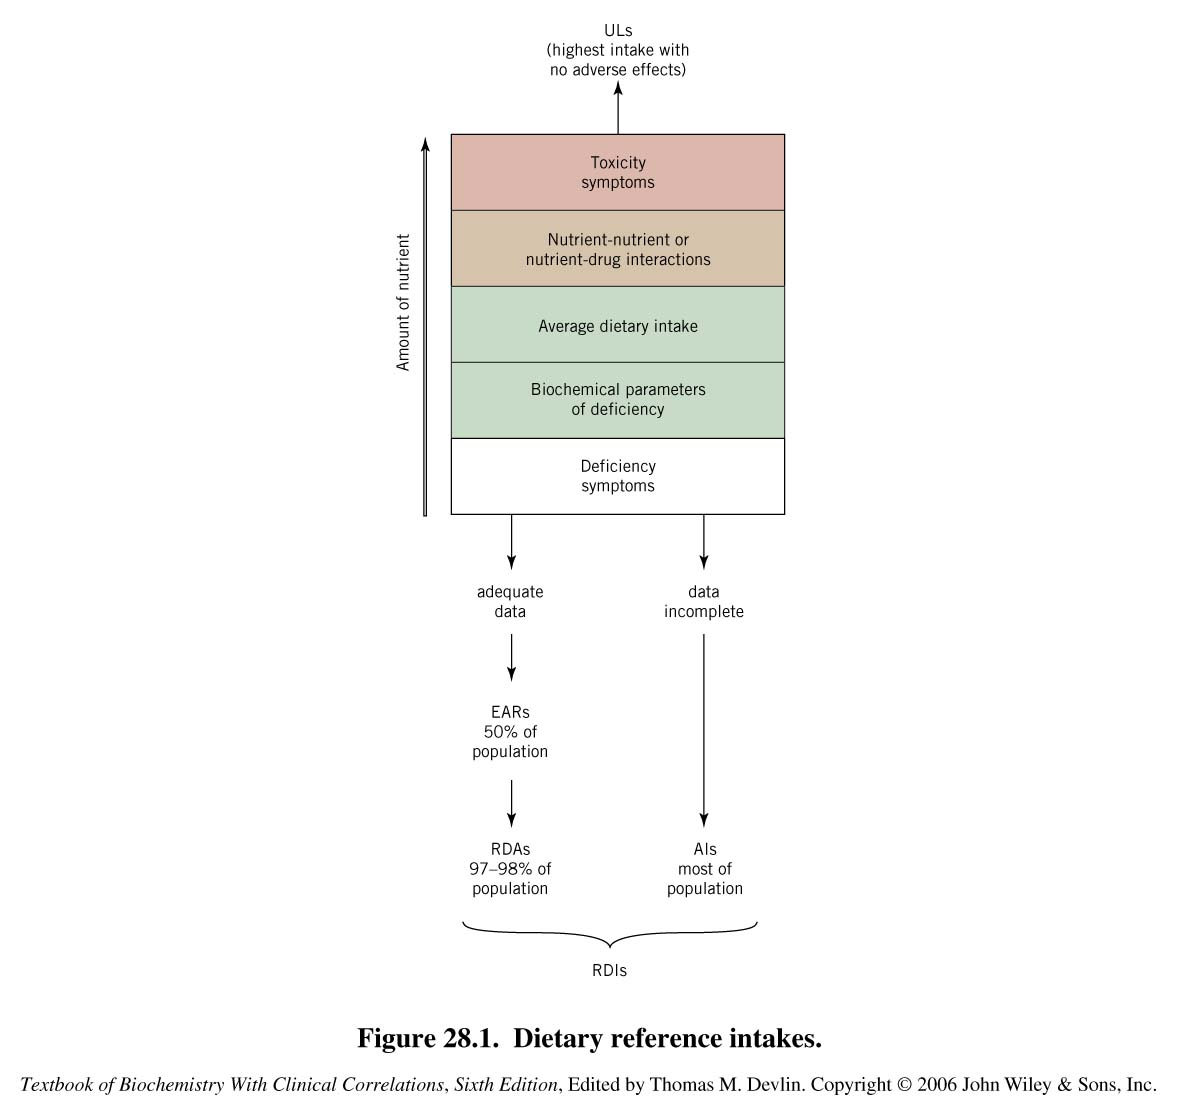 ULs
(highest intake with
no adverse effects)
Amount of nutrient
Toxicity
symptoms
Nutrient-nutrient or
nutrient-drug interactions
Average dietary intake
Biochemical parameters
of deficiency
Deficiency
symptoms
adequate
data
data
incomplete
EARs
50% of
population
RDAs
97–98% of
population
AIs
most of
population
RDIs
Figure 28.1. Dietary reference intakes.
Textbook of Biochemistry With Clinical Correlations, Sixth Edition, Edited by Thomas M. Devlin. Copyright © 2006 John Wiley & Sons, Inc.